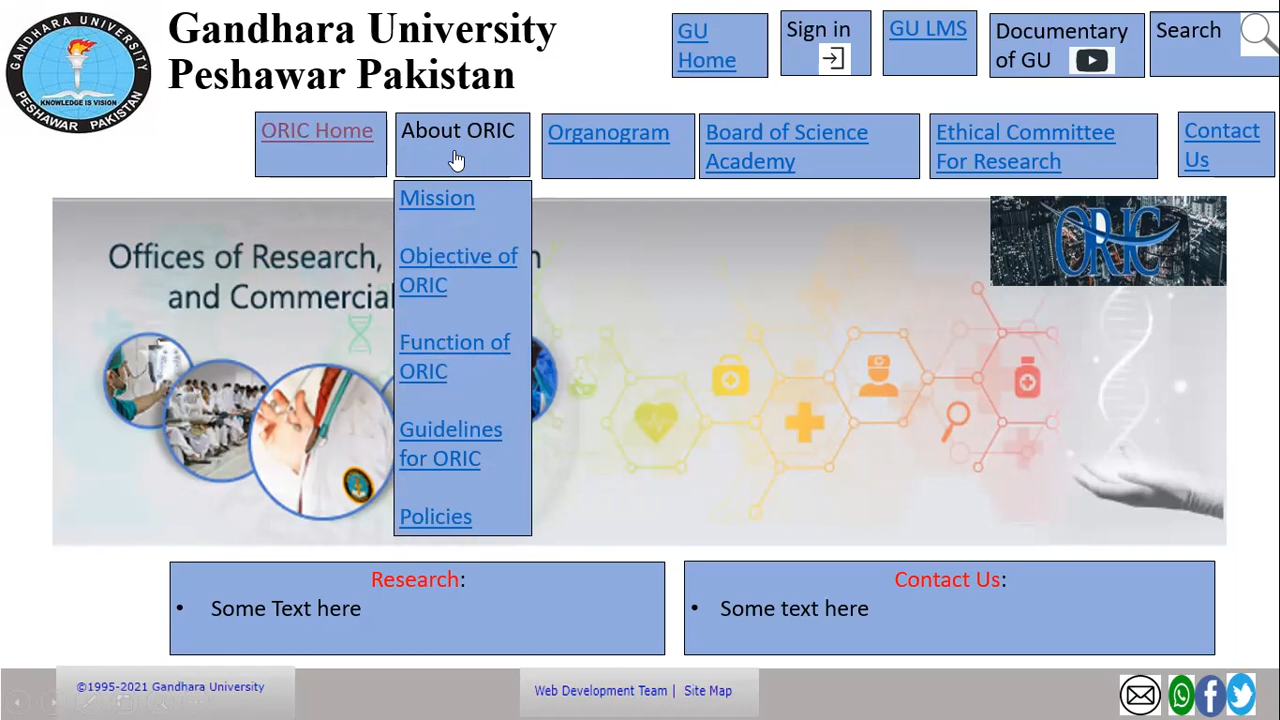 GANDHARA UNIVERSITY
KNOWLEDGE IS VISION
PESHAWAR PAKISTAN
Gandhara University
Peshawar Pakistan
GU
Home
Sign in
GU LMS
Documentary
of GU
Search
ORIC Home
About ORIC
Organogram
Board of Science
Academy
Ethical Committee
For Research
Contact
Us
Mission
Objective of
ORIC
Function of
ORIC
Guidelines
for ORIC
Policies
Offices of Research,
and Commercial
ORIC
Research:
• Some Text here
Contact Us:
• Some text here
©1995-2021 Gandhara University
Web Development Team | Site Map